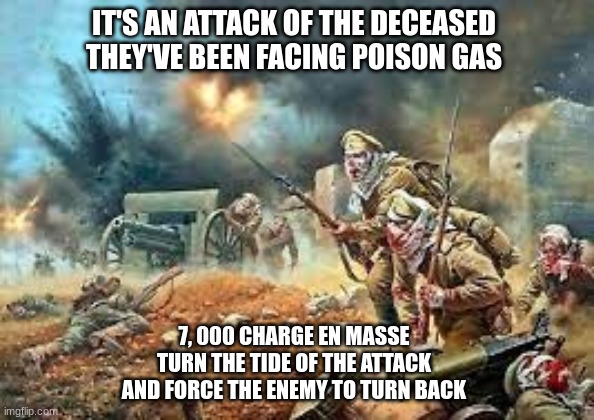 IT'S AN ATTACK OF THE DECEASED
THEY'VE BEEN FACING POISON GAS
7, 000 CHARGE EN MASSE
TURN THE TIDE OF THE ATTACK
AND FORCE THE ENEMY TO TURN BACK
imgflip.com